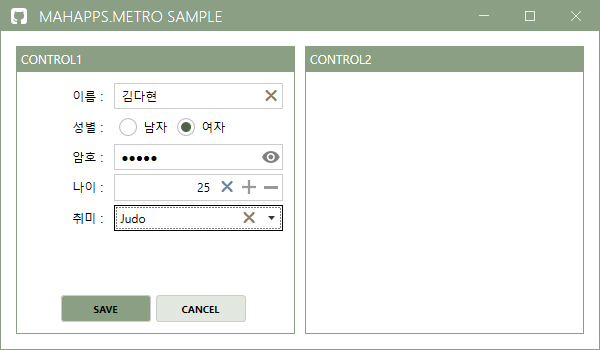 MAHAPPS.METRO SAMPLE
CONTROL1
CONTROL2
이름 : 김다현
성별 : 남자 여자
암호 : ●●●●●
나이 : 25
취미 : Judo
SAVE CANCEL